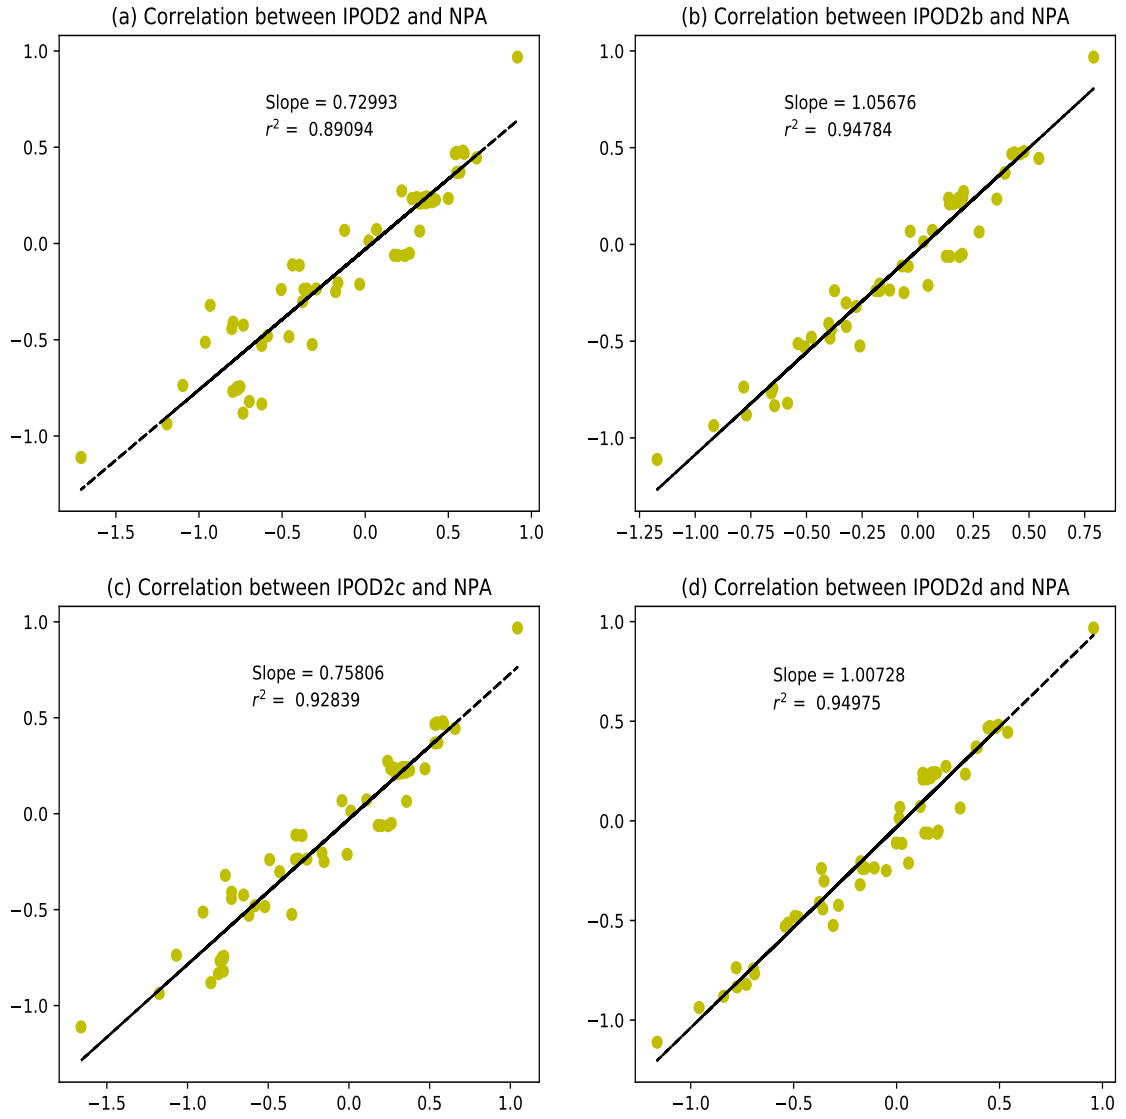 (a) Correlation between IPOD2 and NPA
1.0
0.5
0.0
−0.5
−1.0
Slope = 0.72993
r² = 0.89094
−1.5 −1.0 −0.5 0.0 0.5 1.0
(b) Correlation between IPOD2b and NPA
1.0
0.5
0.0
−0.5
−1.0
Slope = 1.05676
r² = 0.94784
−1.25 −1.00 −0.75 −0.50 −0.25 0.00 0.25 0.50 0.75
(c) Correlation between IPOD2c and NPA
1.0
0.5
0.0
−0.5
−1.0
Slope = 0.75806
r² = 0.92839
−1.5 −1.0 −0.5 0.0 0.5 1.0
(d) Correlation between IPOD2d and NPA
1.0
0.5
0.0
−0.5
−1.0
Slope = 1.00728
r² = 0.94975
−1.0 −0.5 0.0 0.5 1.0